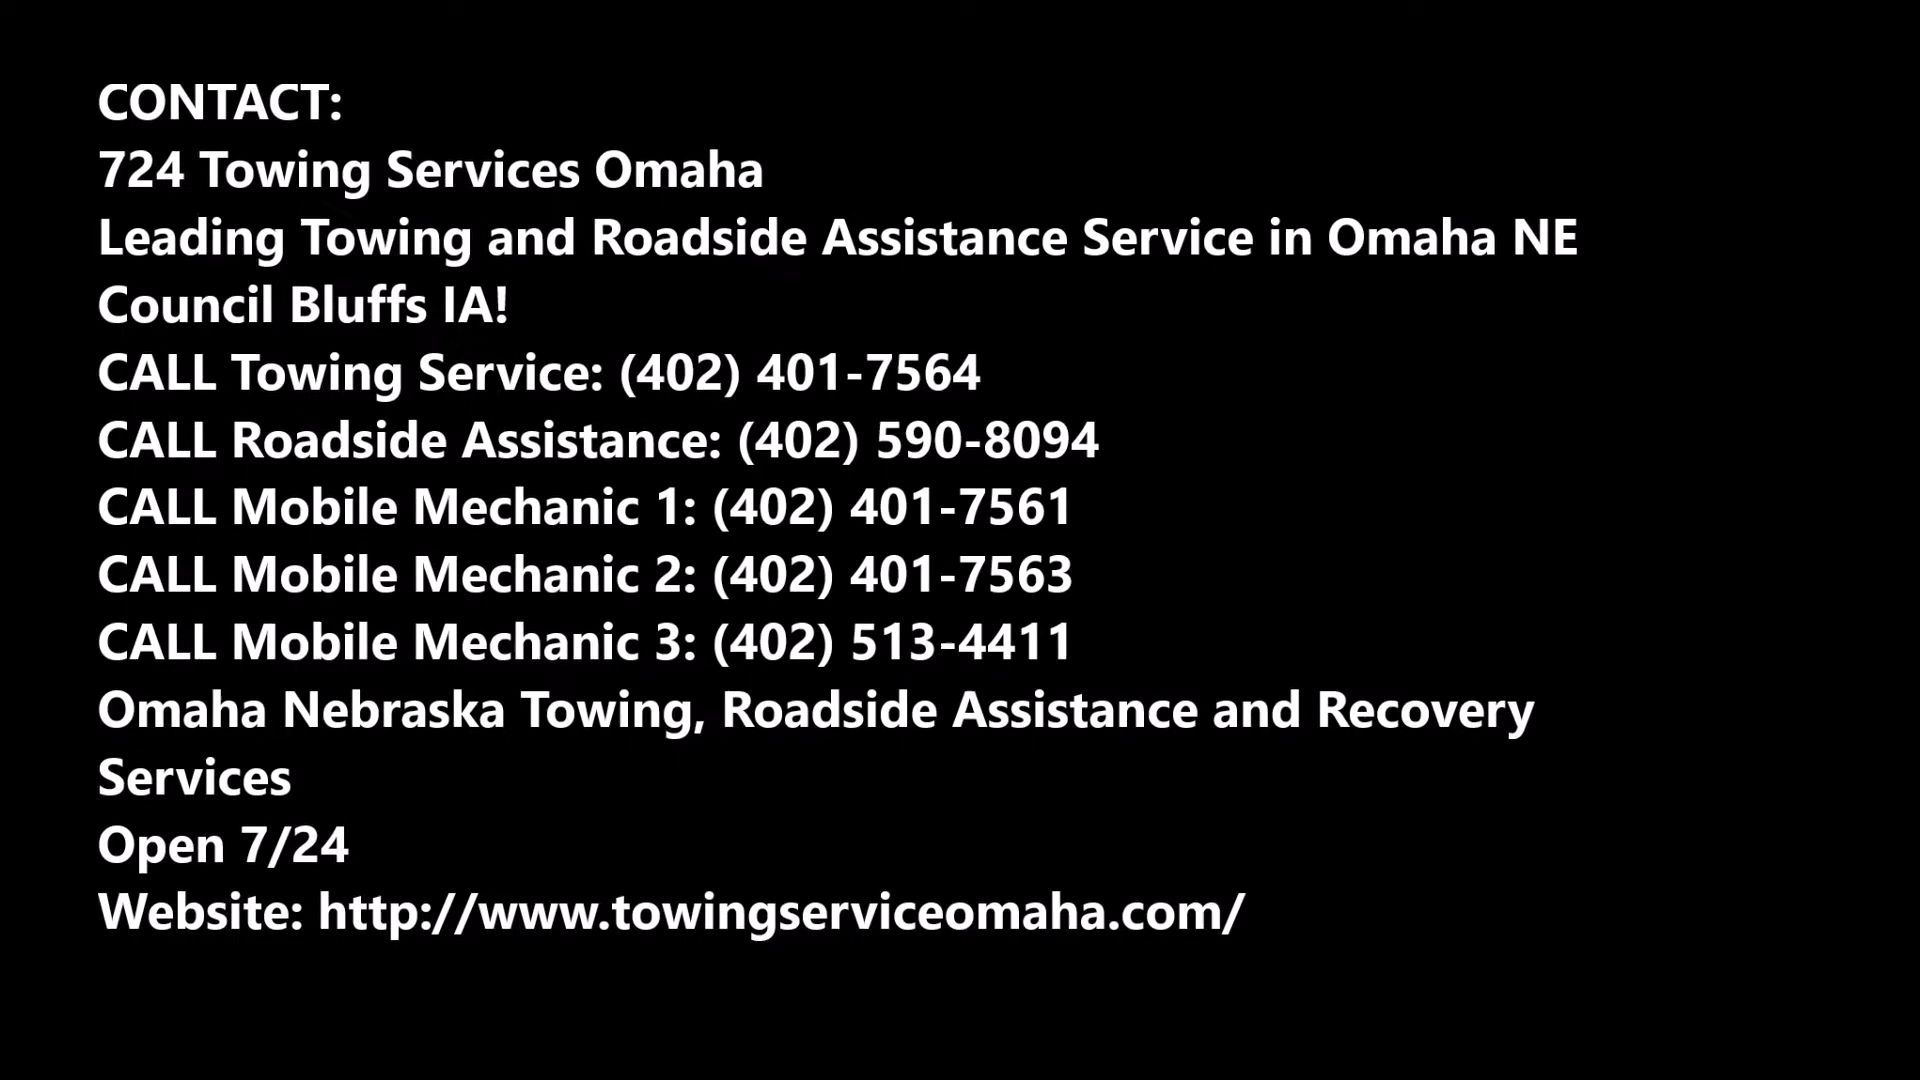 CONTACT:
724 Towing Services Omaha
Leading Towing and Roadside Assistance Service in Omaha NE
Council Bluffs IA!
CALL Towing Service: (402) 401-7564
CALL Roadside Assistance: (402) 590-8094
CALL Mobile Mechanic 1: (402) 401-7561
CALL Mobile Mechanic 2: (402) 401-7563
CALL Mobile Mechanic 3: (402) 513-4411
Omaha Nebraska Towing, Roadside Assistance and Recovery
Services
Open 7/24
Website: http://www.towingserviceomaha.com/